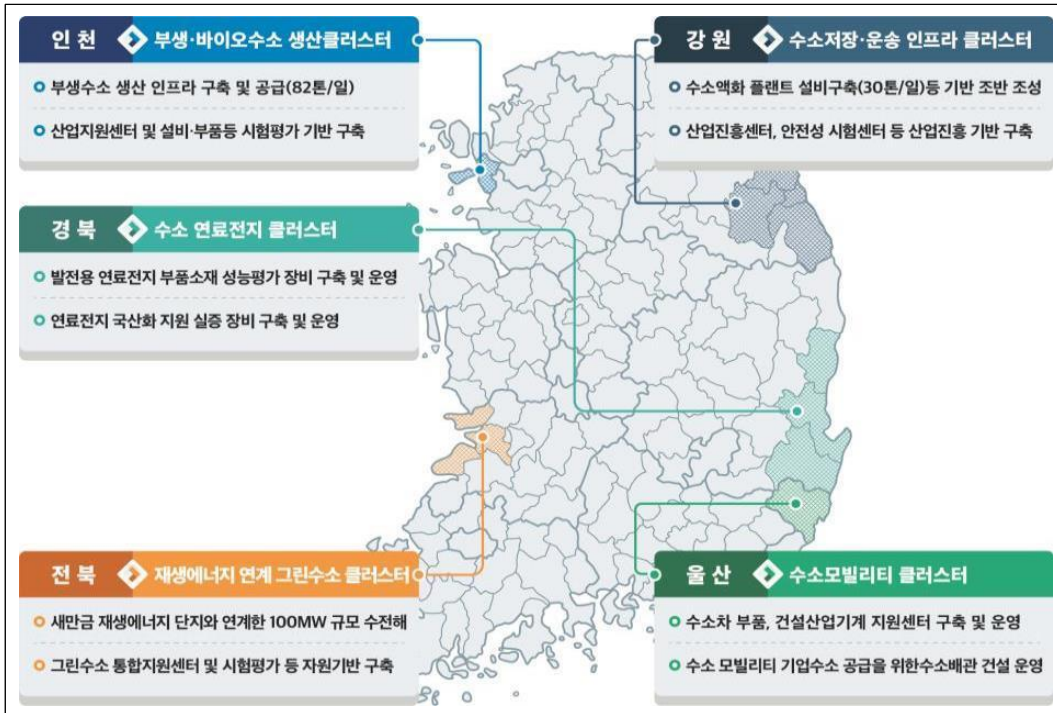 인천 부생·바이오수소 생산클러스터
부생수소 생산 인프라 구축 및 공급(82톤/일)
산업지원센터 및 설비·부품등 시험평가 기반 구축
강원 수소저장·운송 인프라 클러스터
수소액화 플랜트 설비구축(30톤/일)등 기반 조반 조성
산업진흥센터, 안전성 시험센터 등 산업진흥 기반 구축
경북 수소 연료전지 클러스터
발전용 연료전지 부품소재 성능평가 장비 구축 및 운영
연료전지 국산화 지원 실증 장비 구축 및 운영
전북 재생에너지 연계 그린수소 클러스터
새만금 재생에너지 단지와 연계한 100MW 규모 수전해
그린수소 통합지원센터 및 시험평가 등 자원기반 구축
울산 수소모빌리티 클러스터
수소차 부품, 건설산업기계 지원센터 구축 및 운영
수소 모빌리티 기업수소 공급을 위한수소배관 건설 운영